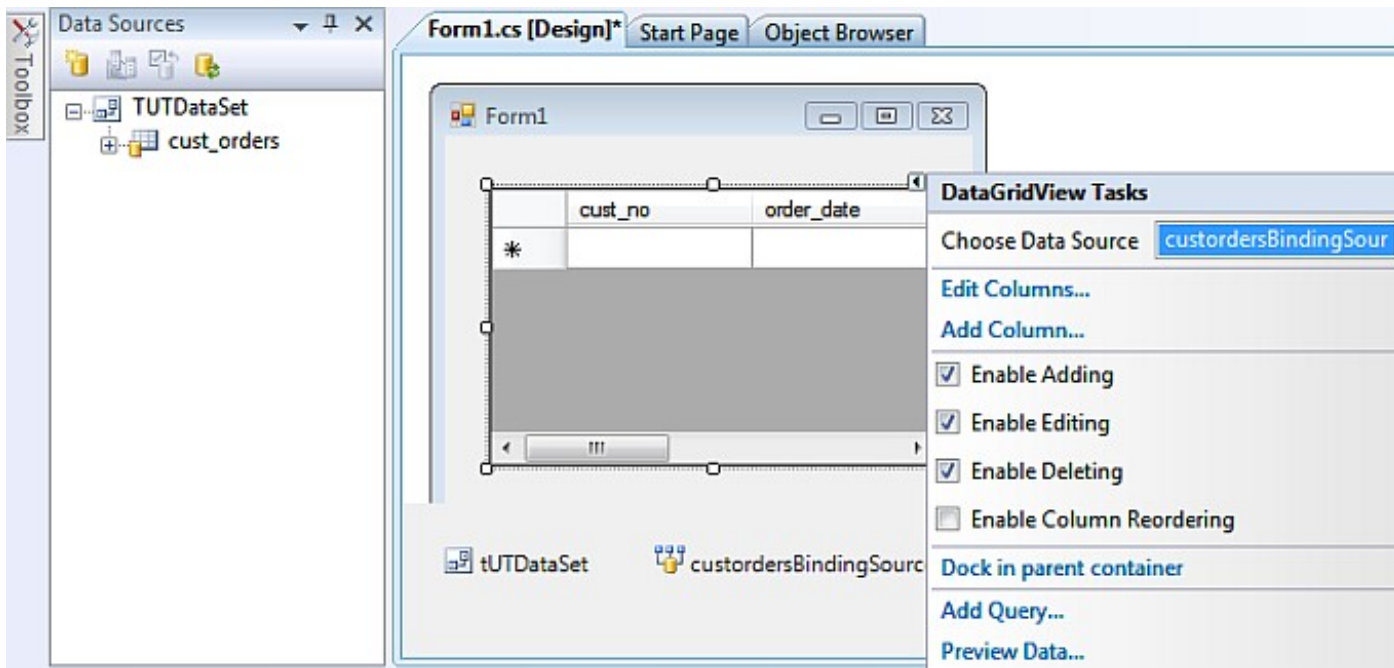 Data Sources
Toolbox
TUTDataSet
cust_orders
Form1.cs [Design]* Start Page Object Browser
Form1
cust_no order_date
DataGridView Tasks
Choose Data Source custordersBindingSour
Edit Columns...
Add Column...
Enable Adding
Enable Editing
Enable Deleting
Enable Column Reordering
Dock in parent container
Add Query...
Preview Data...
tUTDataSet custordersBindingSourc